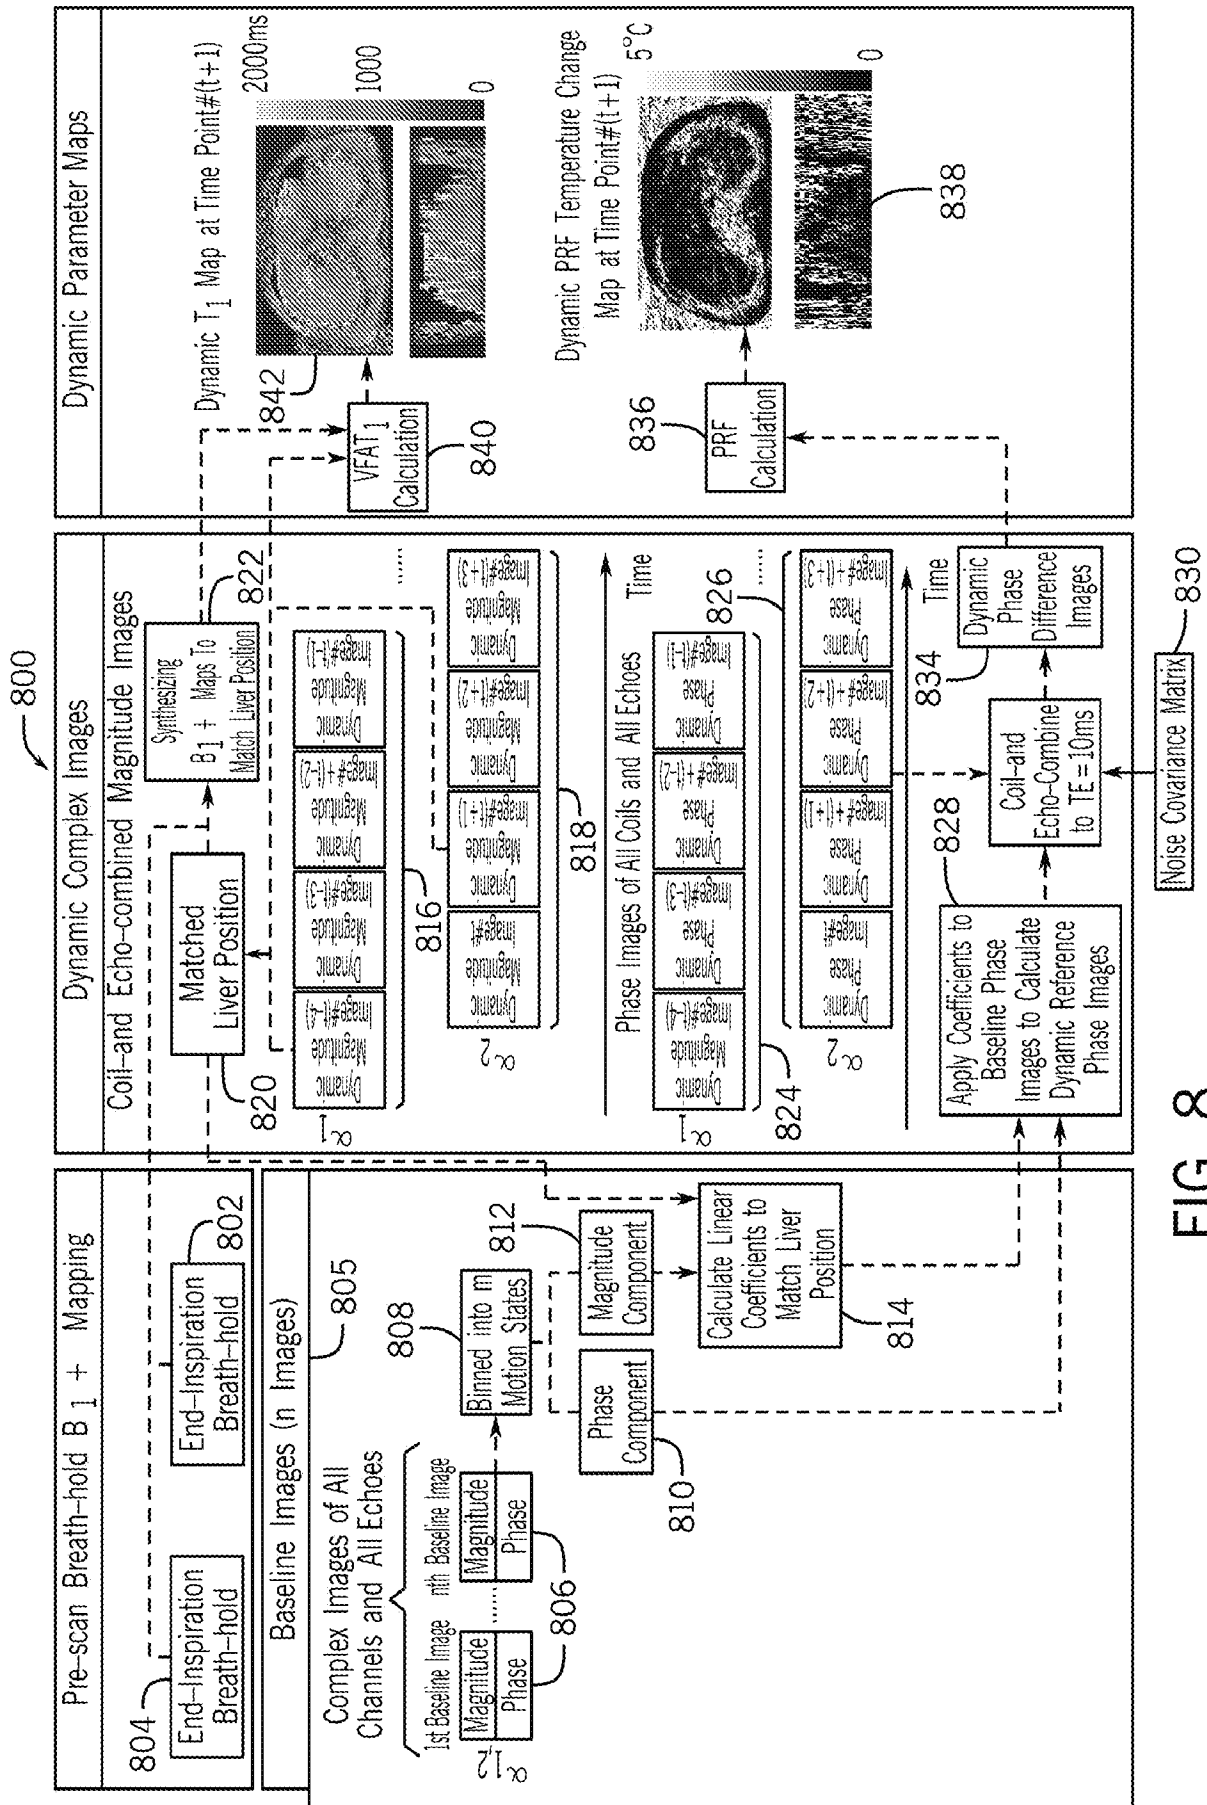 800
Pre-scan Breath-hold B1 + Mapping
804
End-Inspiration
Breath-hold
End-Inspiration
Breath-hold
802
Baseline Images (n Images)
805
Complex Images of All
Channels and All Echoes
1st Baseline Image
nth Baseline Image
α1,2
Magnitude
Phase
......
Magnitude
Phase
806
808
Binned into m
Motion States
Phase
Component
810
Magnitude
Component
812
Calculate Linear
Coefficients to
Match Liver
Position
814
Dynamic Complex Images
Coil-and Echo-combined Magnitude Images
820
Matched
Liver Position
Synthesizing
B1 + Maps To
Match Liver Position
822
α1
Dynamic
Magnitude
Image#(t-4)
Dynamic
Magnitude
Image#(t-3)
Dynamic
Magnitude
Image#+(t-2)
Dynamic
Magnitude
Image#(t-1)
......
816
α2
Dynamic
Magnitude
Image#t
Dynamic
Magnitude
Image#(t+1)
Dynamic
Magnitude
Image#(t+2)
Dynamic
Magnitude
Image#(t+3)
818
Time
Phase Images of All Coils and All Echoes
α1
Dynamic
Magnitude
Image#(t-4)
Dynamic
Phase
Image#(t-3)
Dynamic
Phase
Image#+(t-2)
Dynamic
Phase
Image#(t-1)
......
824
826
α2
Dynamic
Phase
Image#t
Dynamic
Phase
Image#+(t+1)
Dynamic
Phase
Image#+(t+2)
Dynamic
Phase
Image#+(t+3)
Time
Apply Coefficients to
Baseline Phase
Images to Calculate
Dynamic Reference
Phase Images
828
Coil-and
Echo-Combine
to TE=10ms
834
Dynamic
Phase
Difference
Images
Noise Covariance Matrix
830
Dynamic Parameter Maps
Dynamic T1 Map at Time Point#(t+1)
842
2000ms
1000
0
VFAT1
Calculation
840
Dynamic PRF Temperature Change
Map at Time Point#(t+1)
5°C
0
836
PRF
Calculation
838
FIG. 8